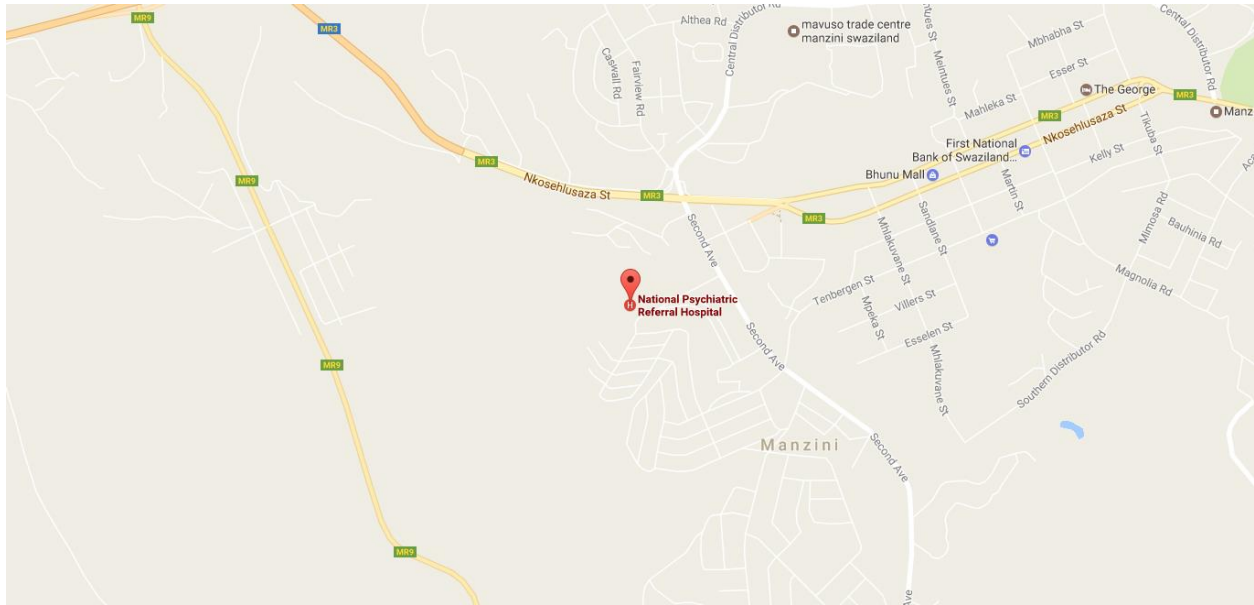 MR9
MR3
Althea Rd
Central Distributor Rd
mavuso trade centre
manzini swaziland
Meintues St
Mbhabha St
Central Distributor Rd
Caswall Rd
Fairview Rd
Esser St
The George
Mahleka St
MR3
MR3
Manz
Nkosehlusaza St
Tikuba St
First National
Bank of Swaziland...
Kelly St
MR3
Bhunu Mall
MR9
Nkosehlusaza St
MR3
Martin St
MR3
Second Ave
Mhlakuvane St
Sandlane St
Mimosa Rd
Bauhinia Rd
Magnolia Rd
Tenbergen St
National Psychiatric
Referral Hospital
Mpeka St
Villers St
Esselen St
Second Ave
MR9
Mhlakuvane St
Southern Distributor Rd
Manzini
Second Ave
MR9